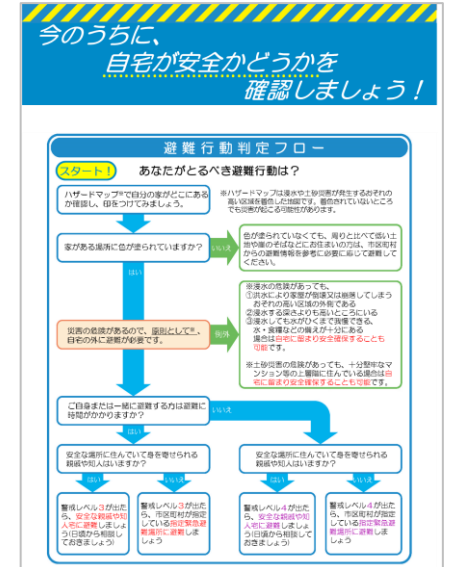 今のうちに、
自宅が安全かどうかを
確認しましょう！
避難行動判定フロー
スタート！
あなたがとるべき避難行動は？
ハザードマップ※で自分の家がどこにある
か確認し、印をつけてみましょう。
※ハザードマップは浸水や土砂災害が発生するおそれの
高い区域を着色した地図です。着色されていないところ
でも災害が起こる可能性があります。
家がある場所に色が塗られていますか？
いいえ
色が塗られていなくても、周りと比べて低い土
地や崖のそばなどにお住まいの方は、市区町村
からの避難情報を参考に必要に応じて避難して
ください。
はい
災害の危険があるので、原則として※、
自宅の外に避難が必要です。
例外
※浸水の危険があっても、
①洪水により家屋が倒壊又は崩落してしまう
おそれの高い区域の外側である
②浸水する深さよりも高いところにいる
③浸水しても水がひくまで我慢できる、
水・食糧などの備えが十分にある
場合は自宅に留まり安全確保することも
可能です。
※土砂災害の危険があっても、十分堅牢なマ
ンション等の上層階に住んでいる場合は自
宅に留まり安全確保することも可能です。
ご自身または一緒に避難する方は避難に
時間がかかりますか？
いいえ
はい
安全な場所に住んでいて身を寄せられる
親戚や知人はいますか？
安全な場所に住んでいて身を寄せられる
親戚や知人はいますか？
はい
いいえ
はい
いいえ
警戒レベル3が出た
ら、安全な親戚や知
人宅に避難しましょ
う(日頃から相談し
ておきましょう)
警戒レベル3が出た
ら、市区町村が指定
している指定緊急避
難場所に避難しま
しょう
警戒レベル4が出た
ら、安全な親戚や知
人宅に避難しましょ
う(日頃から相談し
ておきましょう)
警戒レベル4が出た
ら、市区町村が指定
している指定緊急避
難場所に避難しま
しょう